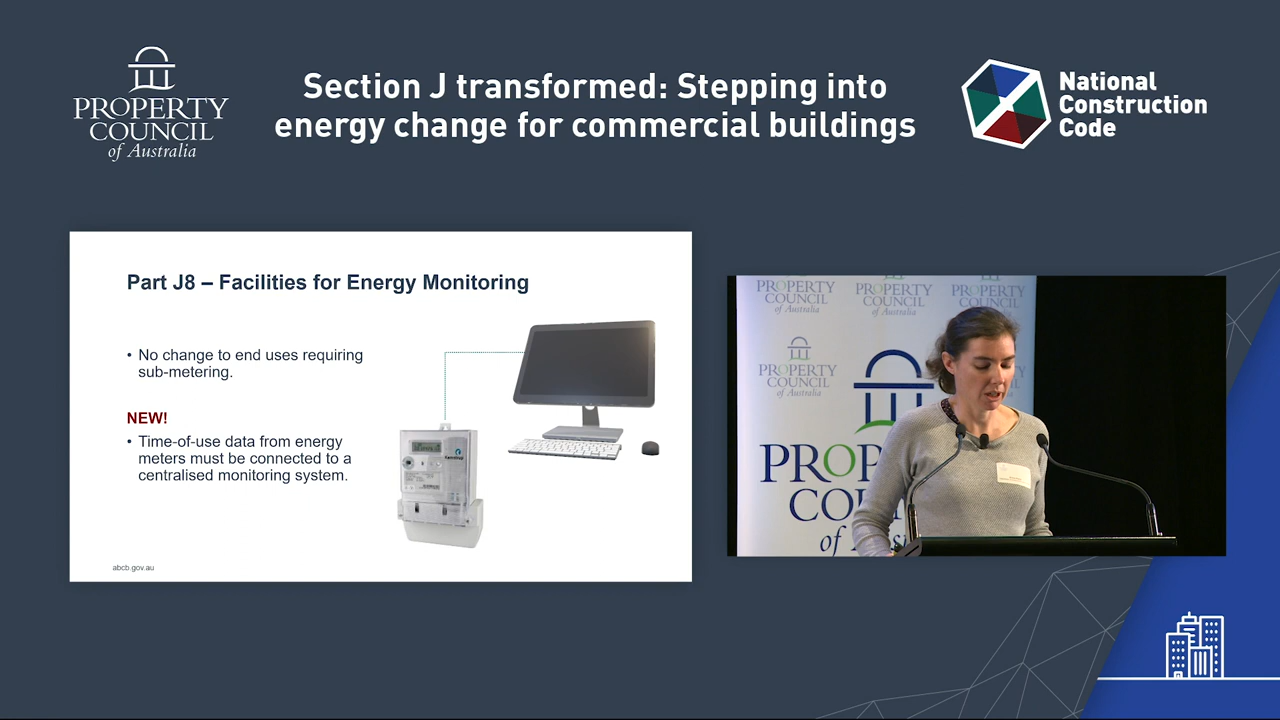 PROPERTY
COUNCIL
of Australia
Section J transformed: Stepping into
energy change for commercial buildings
National
Construction
Code
Part J8 – Facilities for Energy Monitoring
• No change to end uses requiring
sub-metering.
NEW!
• Time-of-use data from energy
meters must be connected to a
centralised monitoring system.
abcb.gov.au
PROPERTY
COUNCIL
of Australia
PROPERTY
COUNCIL
of Australia
PROPERTY
COUNCIL
of Australia
PROPERTY
COUNCIL
of Australia
PROP
COU
of